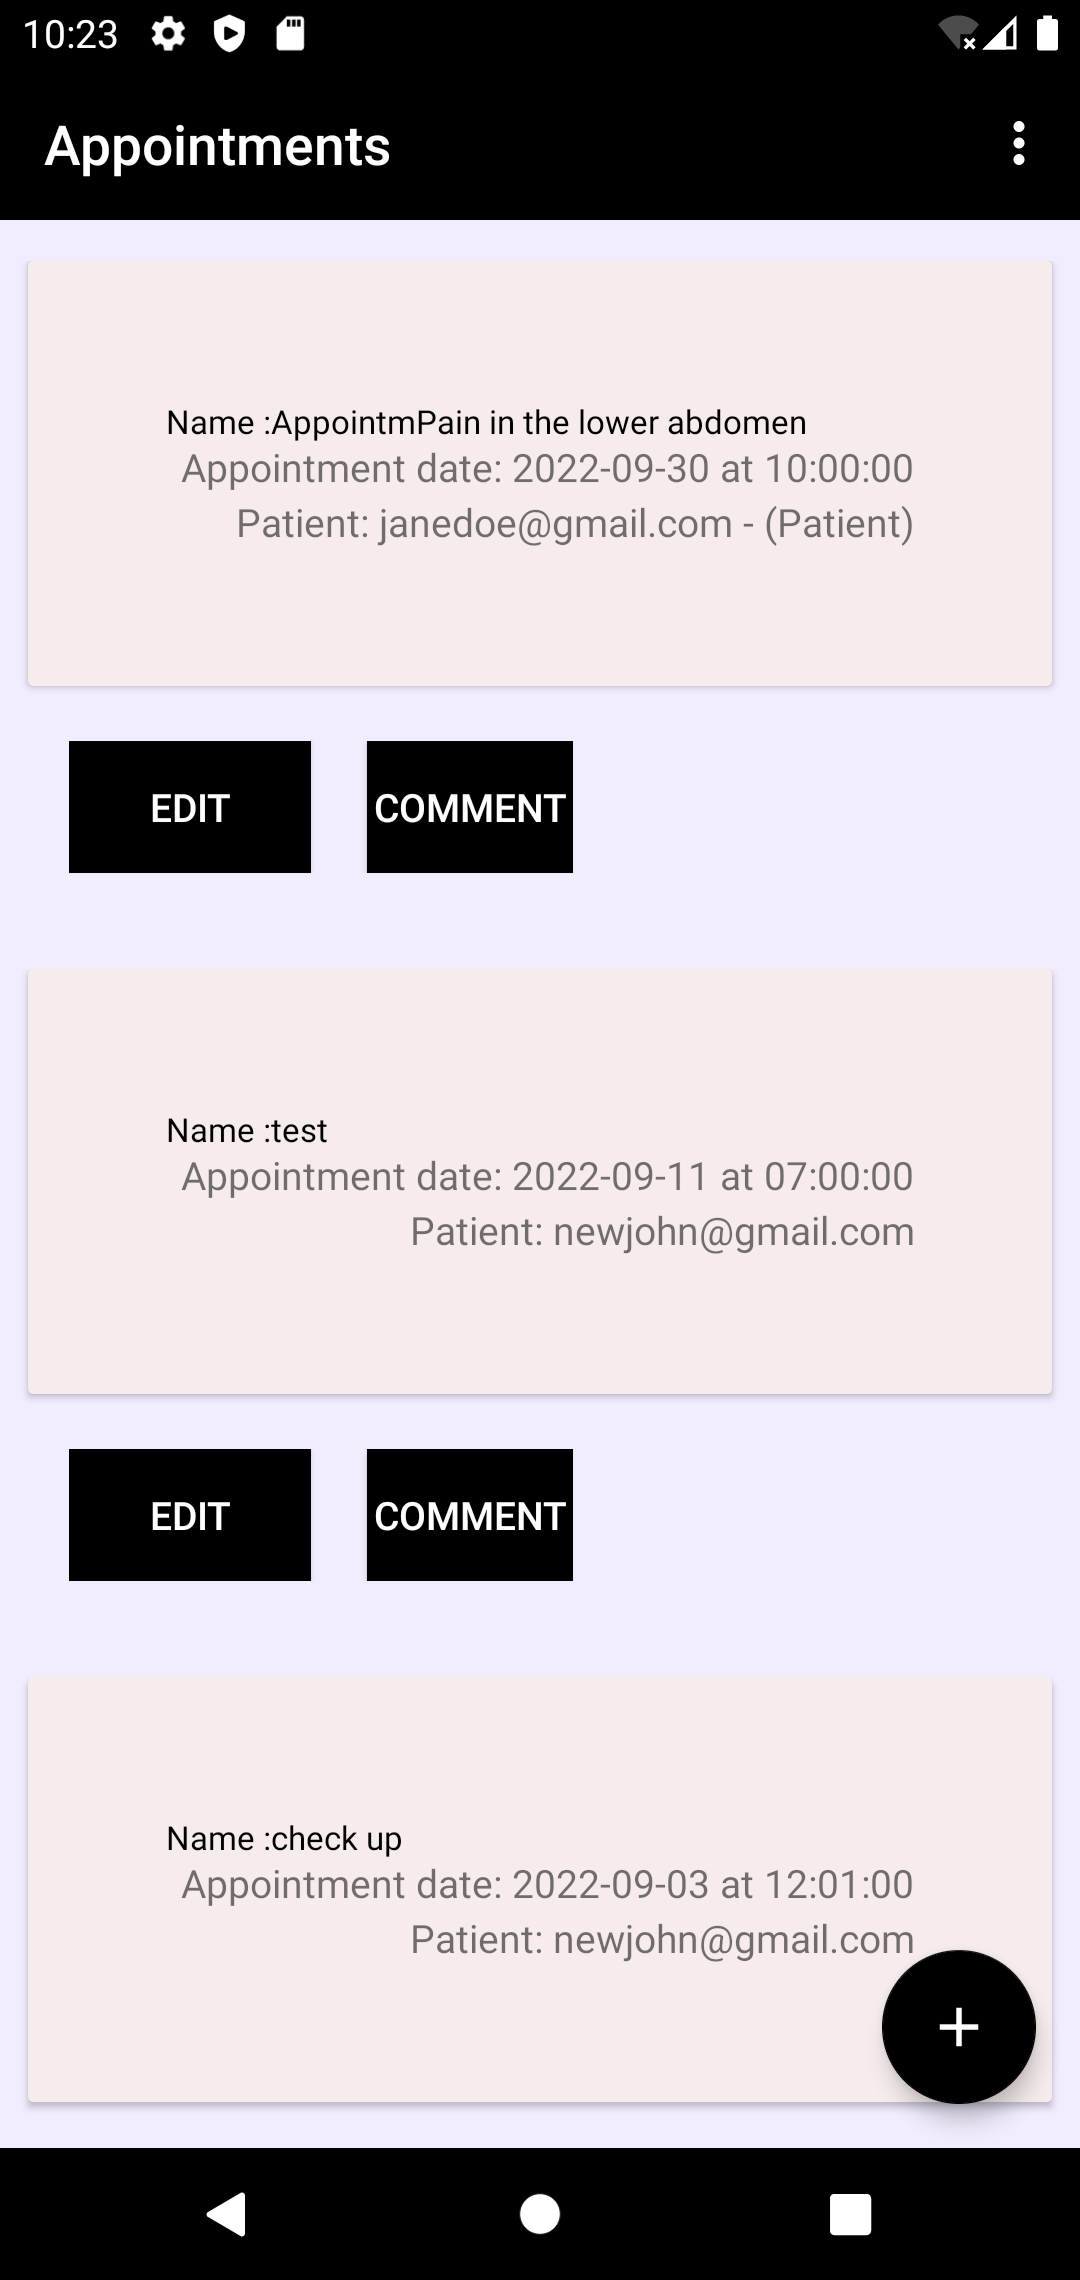 10:23
Appointments
Name :AppointmPain in the lower abdomen
Appointment date: 2022-09-30 at 10:00:00
Patient: janedoe@gmail.com - (Patient)
EDIT
COMMENT
Name :test
Appointment date: 2022-09-11 at 07:00:00
Patient: newjohn@gmail.com
EDIT
COMMENT
Name :check up
Appointment date: 2022-09-03 at 12:01:00
Patient: newjohn@gmail.com